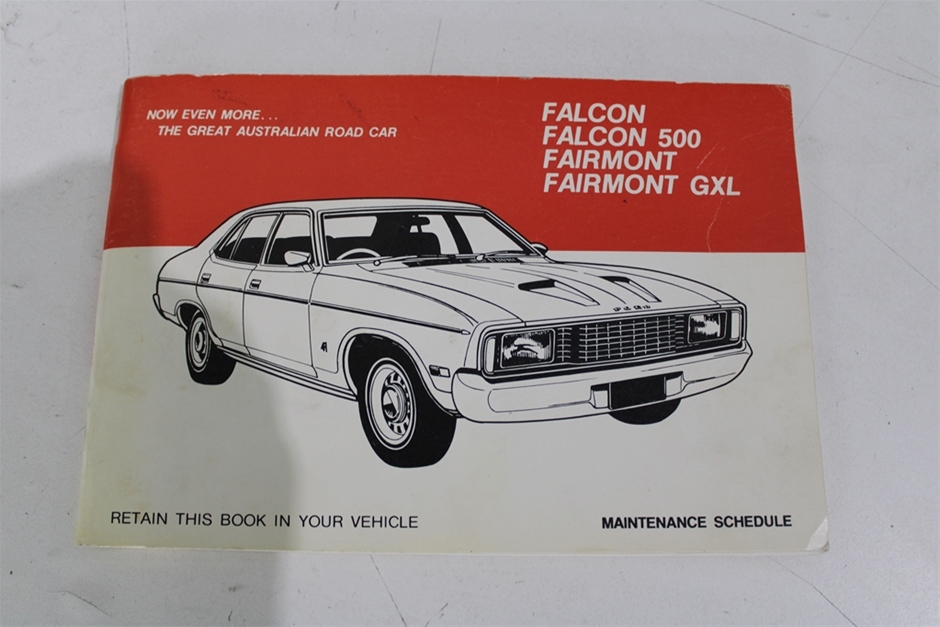 NOW EVEN MORE...
THE GREAT AUSTRALIAN ROAD CAR
FALCON
FALCON 500
FAIRMONT
FAIRMONT GXL
FORD
RETAIN THIS BOOK IN YOUR VEHICLE
MAINTENANCE SCHEDULE